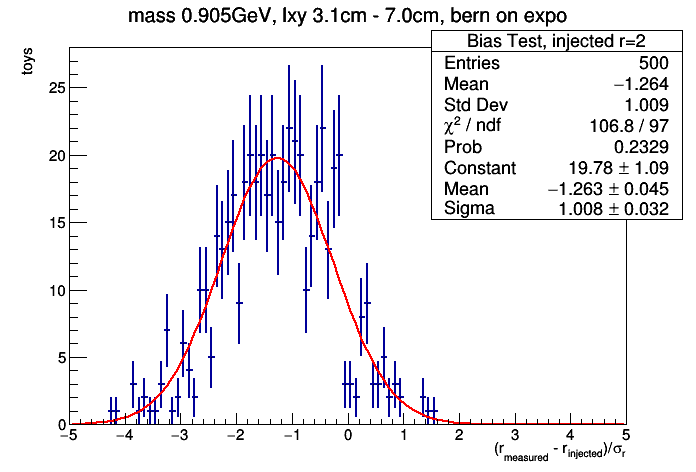 mass 0.905GeV, lxy 3.1cm - 7.0cm, bern on expo
toys
Bias Test, injected r=2
Entries 500
Mean −1.264
Std Dev 1.009
χ² / ndf 106.8 / 97
Prob 0.2329
Constant 19.78 ± 1.09
Mean −1.263 ± 0.045
Sigma 1.008 ± 0.032
25
20
15
10
5
0
−5 −4 −3 −2 −1 0 1 2 3 4 5
(r_measured - r_injected)/σ_r